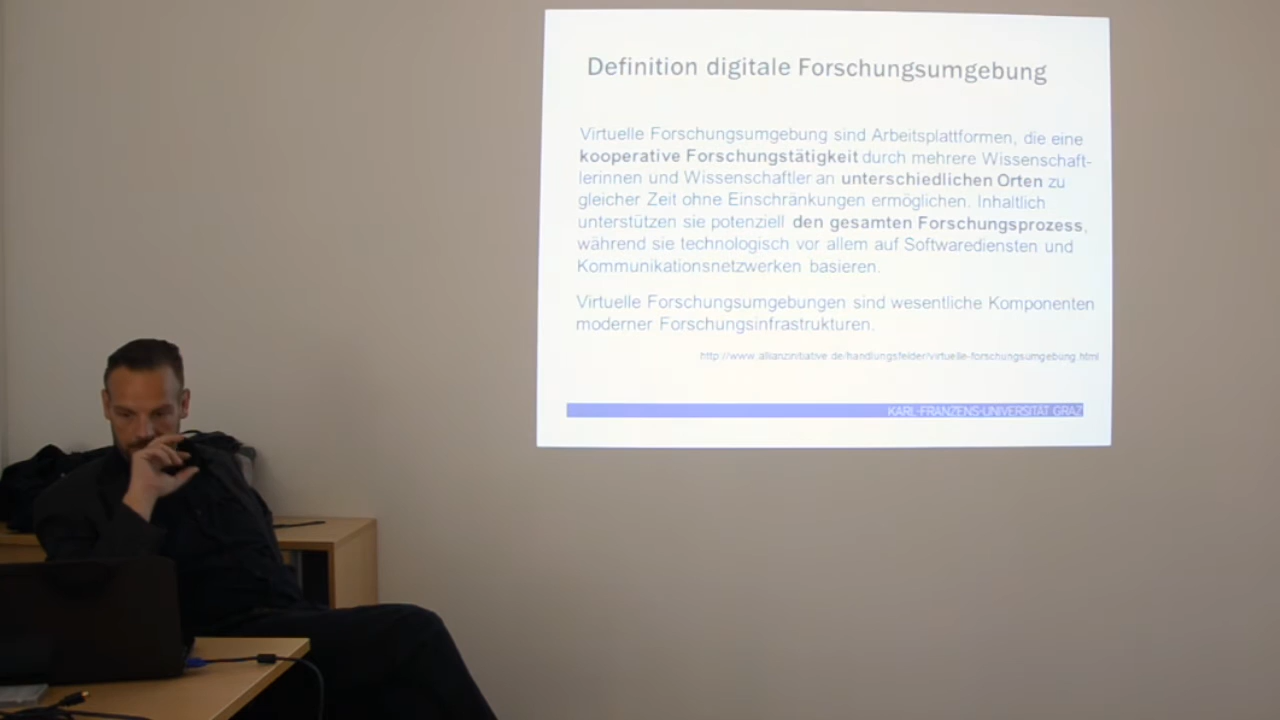 Definition digitale Forschungsumgebung
Virtuelle Forschungsumgebung sind Arbeitsplattformen, die eine
kooperative Forschungstätigkeit durch mehrere Wissenschaft-
lerinnen und Wissenschaftler an unterschiedlichen Orten zu
gleicher Zeit ohne Einschränkungen ermöglichen. Inhaltlich
unterstützen sie potenziell den gesamten Forschungsprozess,
während sie technologisch vor allem auf Softwarediensten und
Kommunikationsnetzwerken basieren.
Virtuelle Forschungsumgebungen sind wesentliche Komponenten
moderner Forschungsinfrastrukturen.
http://www.allianzinitiative.de/handlungsfelder/virtuelle-forschungsumgebung.html
KARL-FRANZENS-UNIVERSITÄT GRAZ